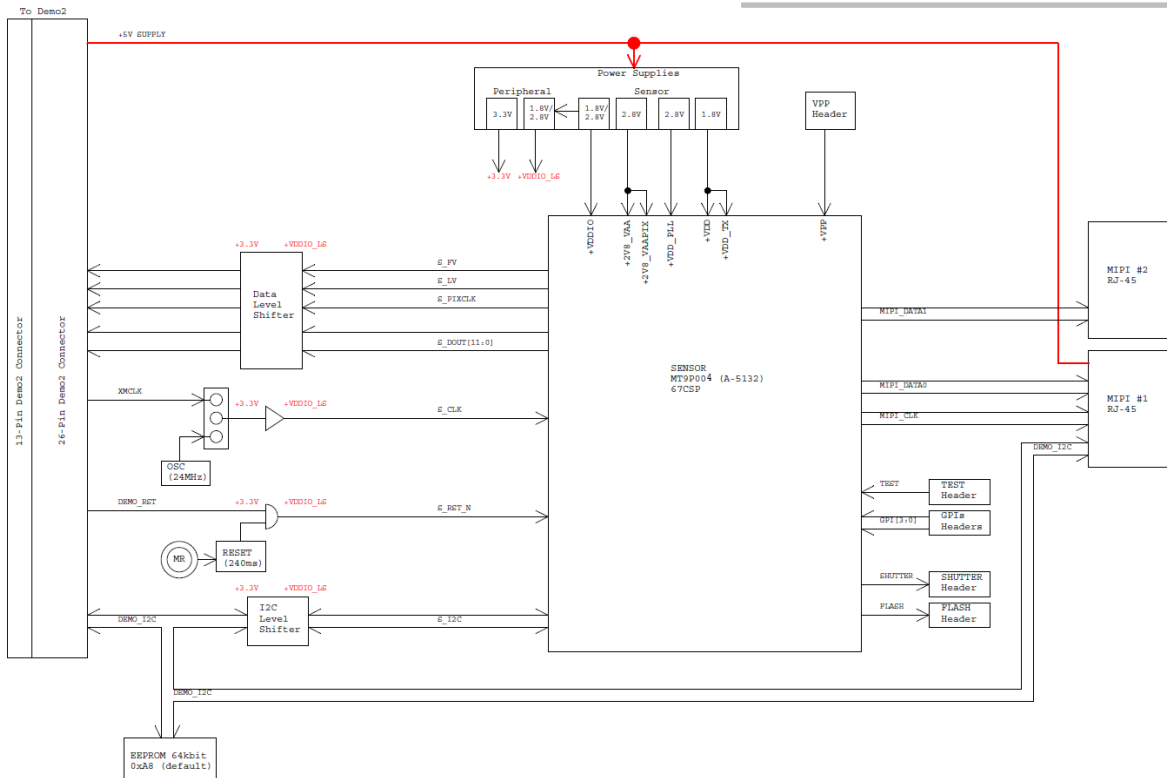 To Demo2
+5V SUPPLY
Power Supplies
Peripheral
Sensor
3.3V
1.8V/
2.8V
1.8V/
2.8V
2.8V
2.8V
1.8V
VPP
Header
+3.3V
+VDDIO_LS
+VDDIO
+2V8_VAA
+2V8_VAAPIX
+VDD_PLL
+VDD
+VDD_TX
+VPP
13-Pin Demo2 Connector
26-Pin Demo2 Connector
+3.3V
+VDDIO_LS
Data
Level
Shifter
S_FV
S_LV
S_PIXCLK
S_DOUT[11:0]
SENSOR
MT9P004 (A-5132)
67CSP
MIPI #2
RJ-45
MIPI_DATA1
MIPI_DATA0
MIPI_CLK
MIPI #1
RJ-45
DEMO_I2C
XMCLK
+3.3V
+VDDIO_LS
S_CLK
OSC
(24MHz)
DEMO_RST
+3.3V
+VDDIO_LS
S_RST_N
MR
RESET
(240ms)
TEST
TEST
Header
GPI[3:0]
GPIs
Headers
SHUTTER
SHUTTER
Header
FLASH
FLASH
Header
+3.3V
+VDDIO_LS
I2C
Level
Shifter
DEMO_I2C
S_I2C
DEMO_I2C
EEPROM 64kbit
0xA8 (default)